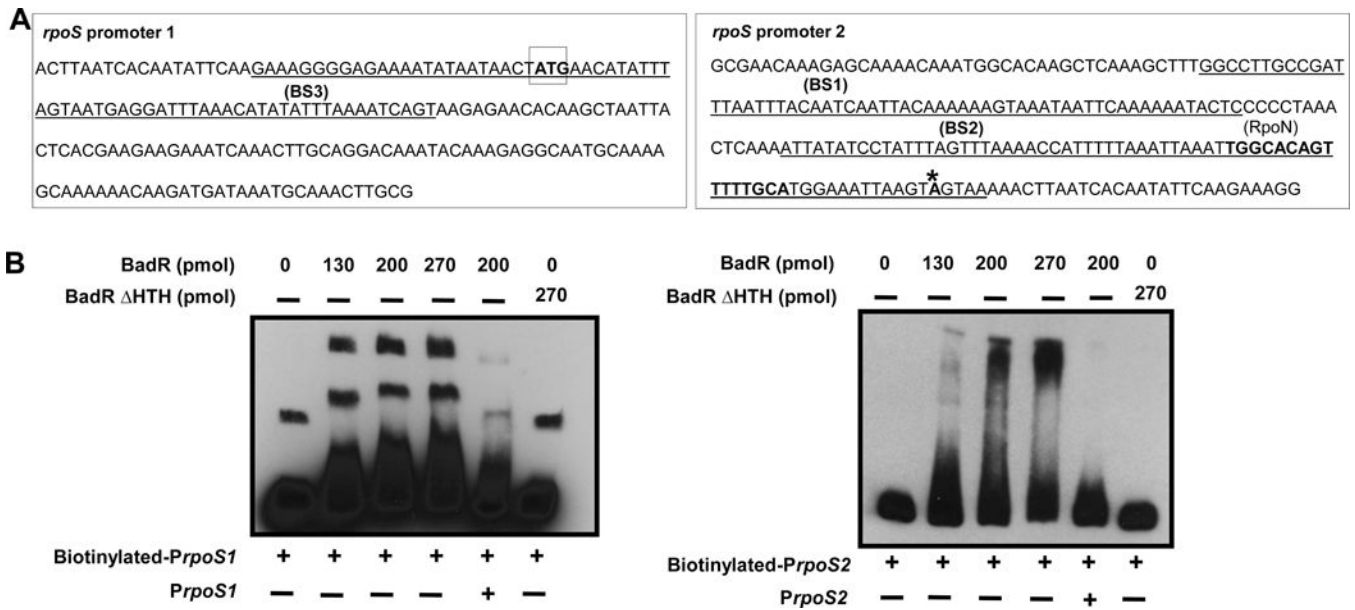 A
rpoS promoter 1
ACTTAATCACAATATTCAAGAAAGGGGAGAAAATATAATAACTATGAACATATTT
AGTAATGAGGATTTAAACATATATTTAAAATCAGTAAGAGAACACAAGCTAATTA
(BS3)
CTCACGAAGAAGAAATCAAACTTGCAGGACAAATACAAAGAGGCAATGCAAAA
GCAAAAAACAAGATGATAAATGCAAACTTGCG
rpoS promoter 2
GCGAACAAAGAGCAAAACAAATGGCACAAGCTCAAAGCTTTGGCCTTGCCGAT
(BS1)
TTAATTTACAATCAATTACAAAAAAGTAAATAATTCAAAAAATACTCCCCCTAAA
(BS2) (RpoN)
CTCAAAATTATATCCTATTTAGTTTAAAACCATTTTTAAATTAAATTGGCACAGT
*
TTTTTGCATGGAAATTAAGTAGTAAAAACTTAATCACAATATTCAAGAAAGG
B
BadR (pmol) 0 130 200 270 200 0
BadR ΔHTH (pmol) — — — — — 270
Biotinylated-PrpoS1 + + + + + +
PrpoS1 — — — — + —
BadR (pmol) 0 130 200 270 200 0
BadR ΔHTH (pmol) — — — — — 270
Biotinylated-PrpoS2 + + + + + +
PrpoS2 — — — — + —